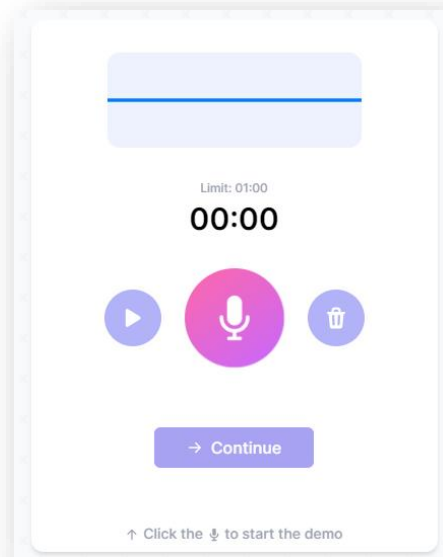 Limit: 01:00
00:00
→ Continue
↑ Click the to start the demo